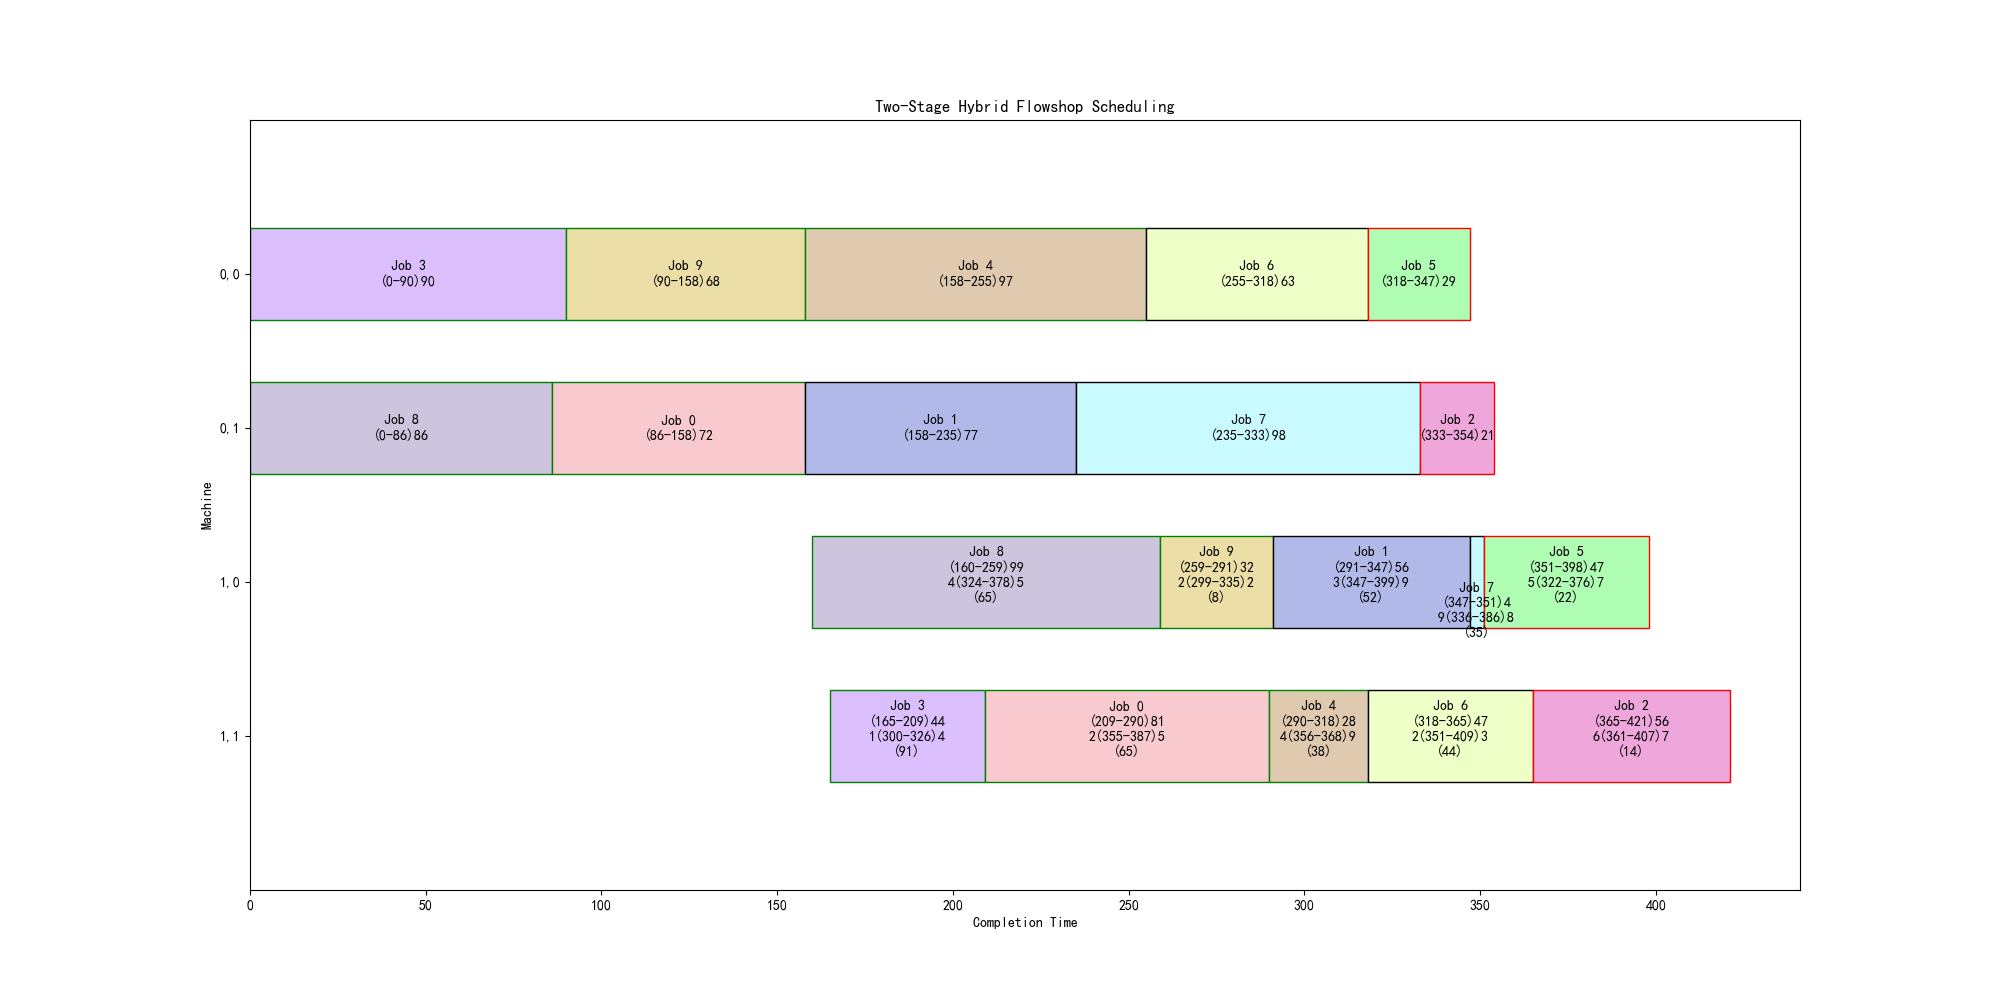 Two-Stage Hybrid Flowshop Scheduling
Machine
0,0
Job 3
(0-90)90
Job 9
(90-158)68
Job 4
(158-255)97
Job 6
(255-318)63
Job 5
(318-347)29
0,1
Job 8
(0-86)86
Job 0
(86-158)72
Job 1
(158-235)77
Job 7
(235-333)98
Job 2
(333-354)21
1,0
Job 8
(160-259)99
4(324-378)5
(65)
Job 9
(259-291)32
2(299-335)2
(8)
Job 1
(291-347)56
3(347-399)9
(52)
Job 7
(347-351)4
9(336-386)8
(35)
Job 5
(351-398)47
5(322-376)7
(22)
1,1
Job 3
(165-209)44
1(300-326)4
(91)
Job 0
(209-290)81
2(355-387)5
(65)
Job 4
(290-318)28
4(356-368)9
(38)
Job 6
(318-365)47
2(351-409)3
(44)
Job 2
(365-421)56
6(361-407)7
(14)
0 50 100 150 200 250 300 350 400
Completion Time